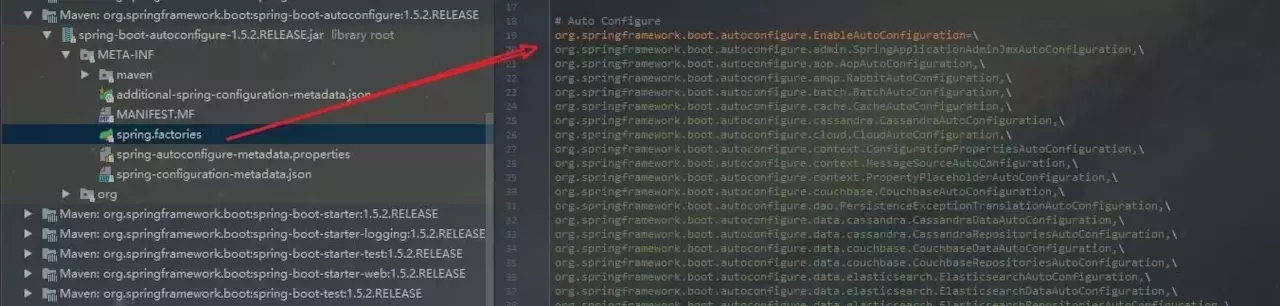 Maven: org.springframework.boot:spring-boot-autoconfigure:1.5.2.RELEASE
spring-boot-autoconfigure-1.5.2.RELEASE.jar library root
META-INF
maven
additional-spring-configuration-metadata.json
MANIFEST.MF
spring.factories
spring-autoconfigure-metadata.properties
spring-configuration-metadata.json
org
Maven: org.springframework.boot:spring-boot-starter:1.5.2.RELEASE
Maven: org.springframework.boot:spring-boot-starter-logging:1.5.2.RELEASE
Maven: org.springframework.boot:spring-boot-starter-test:1.5.2.RELEASE
Maven: org.springframework.boot:spring-boot-starter-web:1.5.2.RELEASE
Maven: org.springframework.boot:spring-boot-test:1.5.2.RELEASE
17
18 # Auto Configure
19 org.springframework.boot.autoconfigure.EnableAutoConfiguration=\
20 org.springframework.boot.autoconfigure.admin.SpringApplicationAdminJmxAutoConfiguration,\
21 org.springframework.boot.autoconfigure.aop.AopAutoConfiguration,\
22 org.springframework.boot.autoconfigure.amqp.RabbitAutoConfiguration,\
23 org.springframework.boot.autoconfigure.batch.BatchAutoConfiguration,\
24 org.springframework.boot.autoconfigure.cache.CacheAutoConfiguration,\
25 org.springframework.boot.autoconfigure.cassandra.CassandraAutoConfiguration,\
26 org.springframework.boot.autoconfigure.cloud.CloudAutoConfiguration,\
27 org.springframework.boot.autoconfigure.context.ConfigurationPropertiesAutoConfiguration,\
28 org.springframework.boot.autoconfigure.context.MessageSourceAutoConfiguration,\
29 org.springframework.boot.autoconfigure.context.PropertyPlaceholderAutoConfiguration,\
30 org.springframework.boot.autoconfigure.couchbase.CouchbaseAutoConfiguration,\
31 org.springframework.boot.autoconfigure.dao.PersistenceExceptionTranslationAutoConfiguration,\
32 org.springframework.boot.autoconfigure.data.cassandra.CassandraDataAutoConfiguration,\
33 org.springframework.boot.autoconfigure.data.cassandra.CassandraRepositoriesAutoConfiguration,\
34 org.springframework.boot.autoconfigure.data.couchbase.CouchbaseDataAutoConfiguration,\
35 org.springframework.boot.autoconfigure.data.couchbase.CouchbaseRepositoriesAutoConfiguration,\
36 org.springframework.boot.autoconfigure.data.elasticsearch.ElasticsearchAutoConfiguration,\